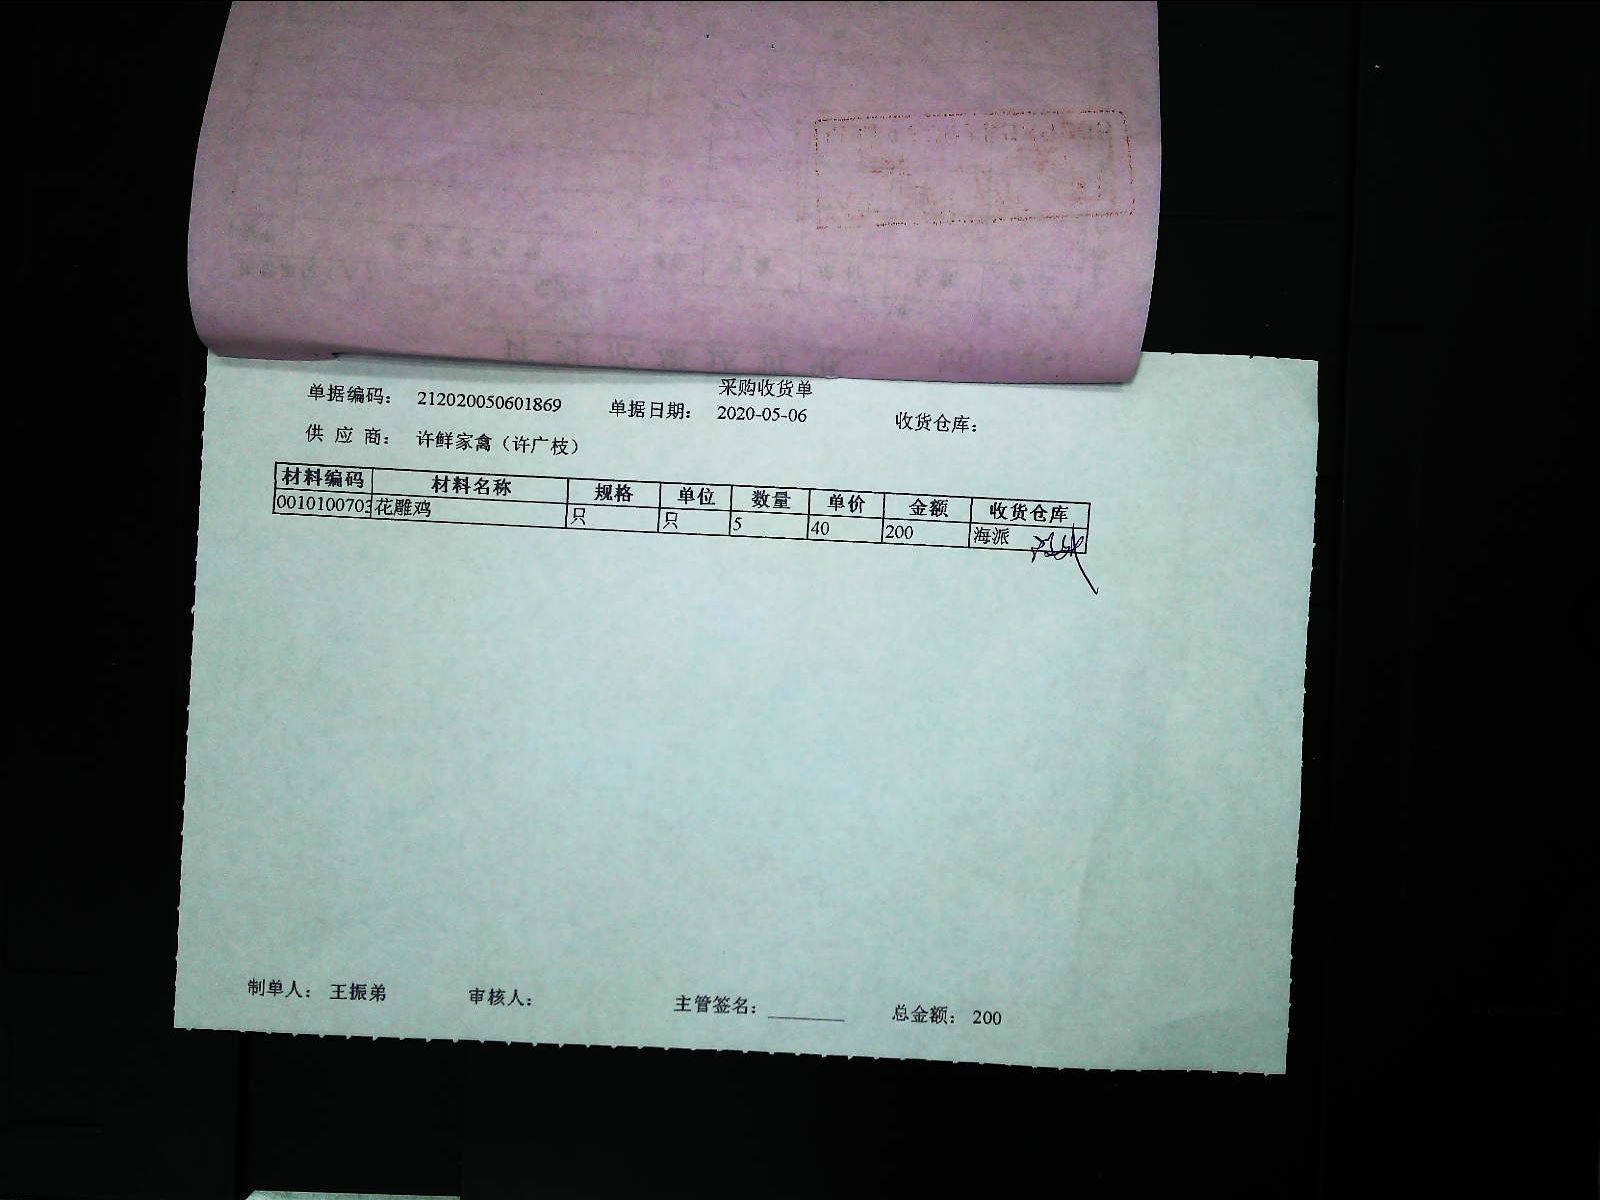 采购收货单
单据编码： 212020050601869 单据日期： 2020-05-06 收货仓库：
供 应 商： 许鲜家禽（许广枝）
材料编码 材料名称 规格 单位 数量 单价 金额 收货仓库
0010100703 花雕鸡 只 只 5 40 200 海派
制单人： 王振弟 审核人： 主管签名： 总金额： 200